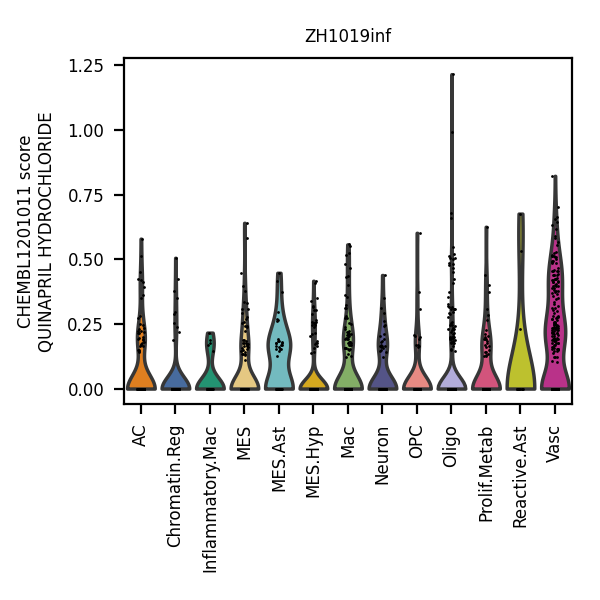 ZH1019inf
CHEMBL1201011 score
QUINAPRIL HYDROCHLORIDE
1.25
1.00
0.75
0.50
0.25
0.00
AC
Chromatin.Reg
Inflammatory.Mac
MES
MES.Ast
MES.Hyp
Mac
Neuron
OPC
Oligo
Prolif.Metab
Reactive.Ast
Vasc